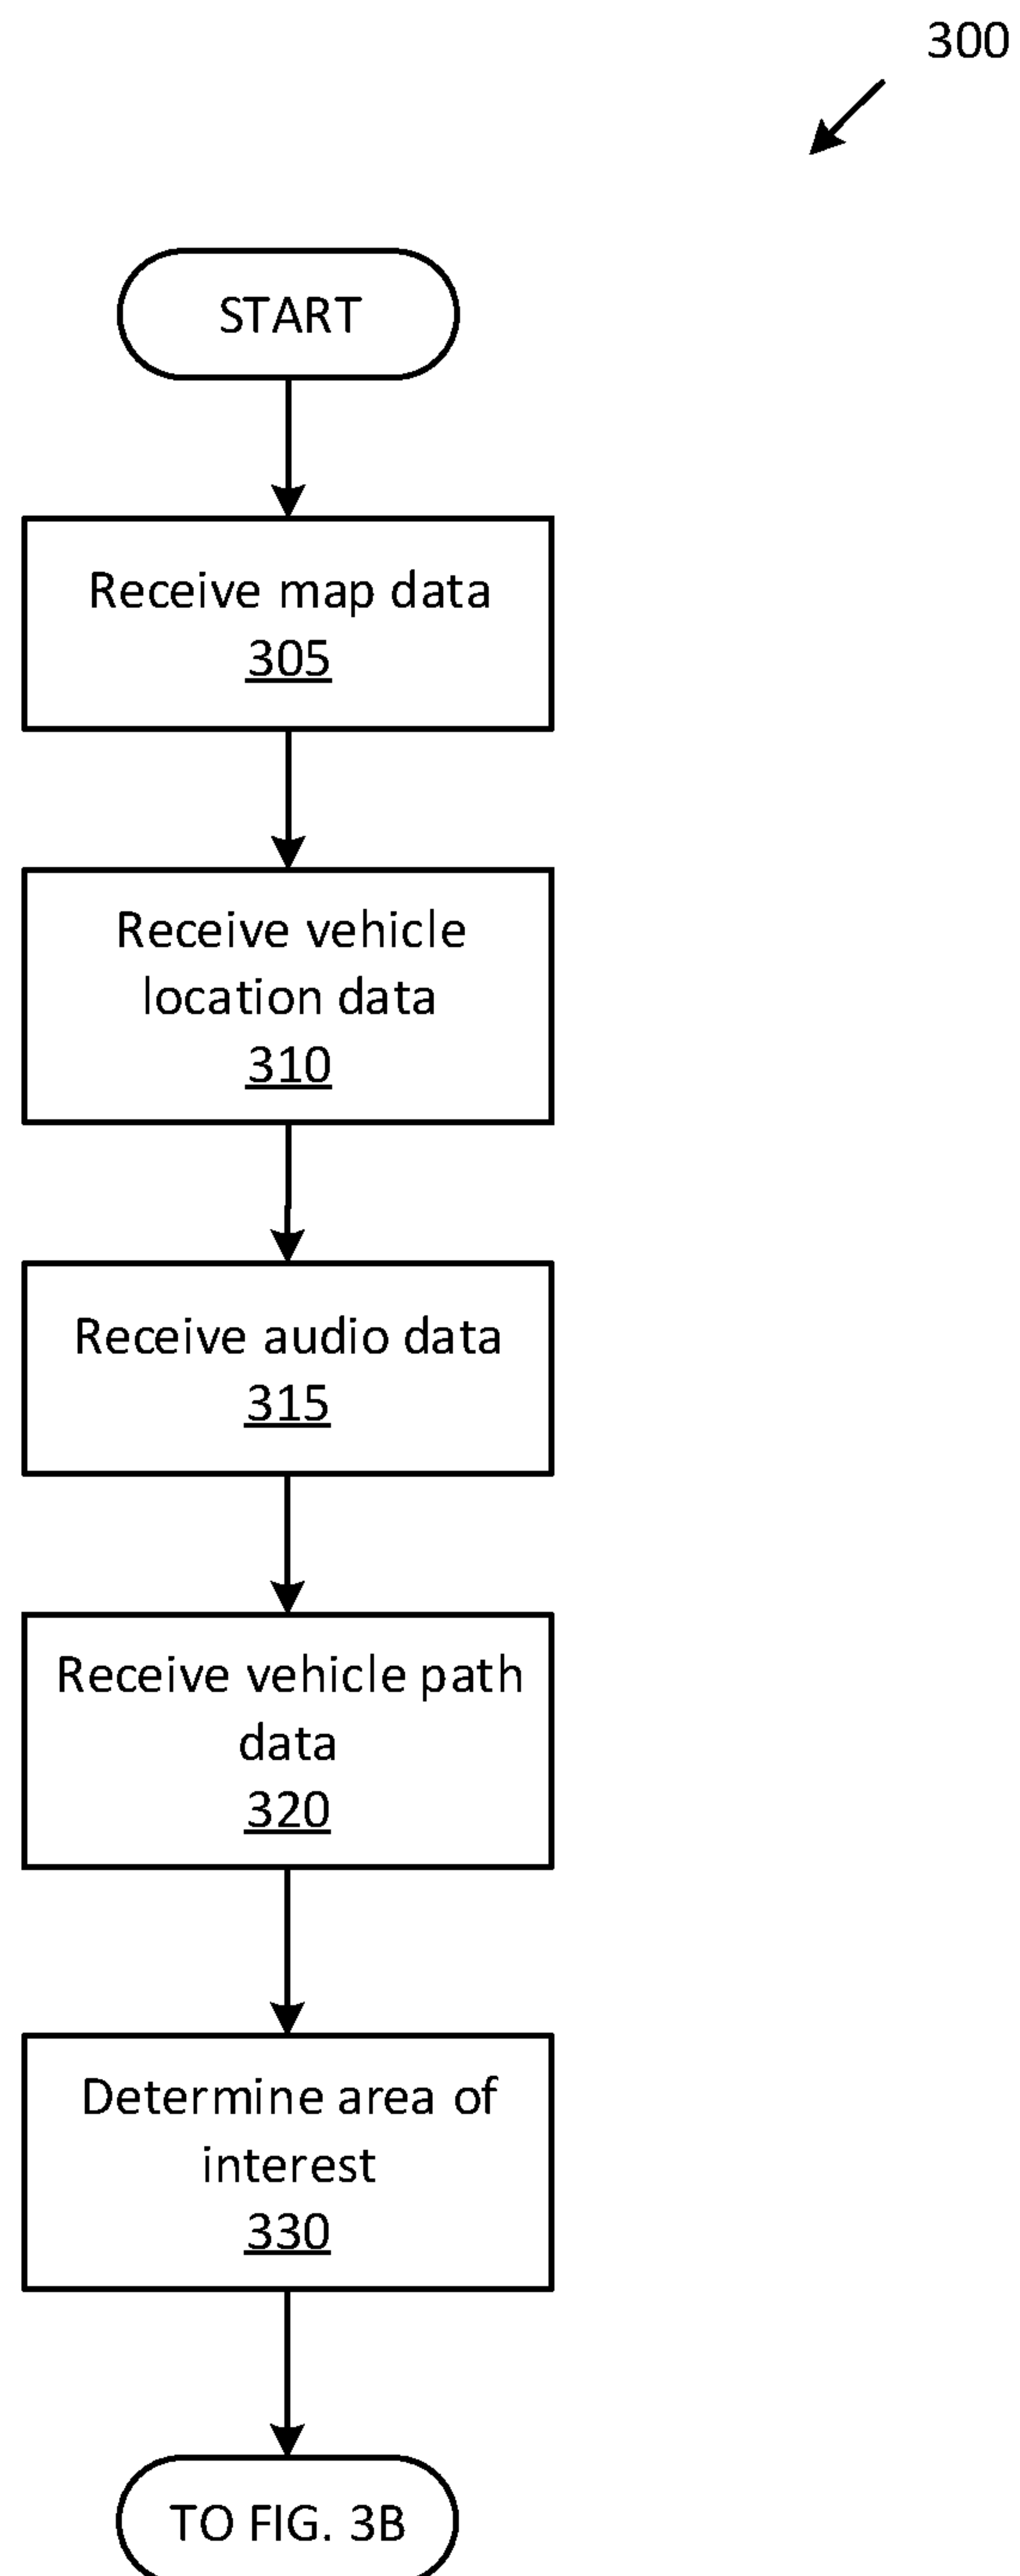 300
START
Receive map data
305
Receive vehicle
location data
310
Receive audio data
315
Receive vehicle path
data
320
Determine area of
interest
330
TO FIG. 3B